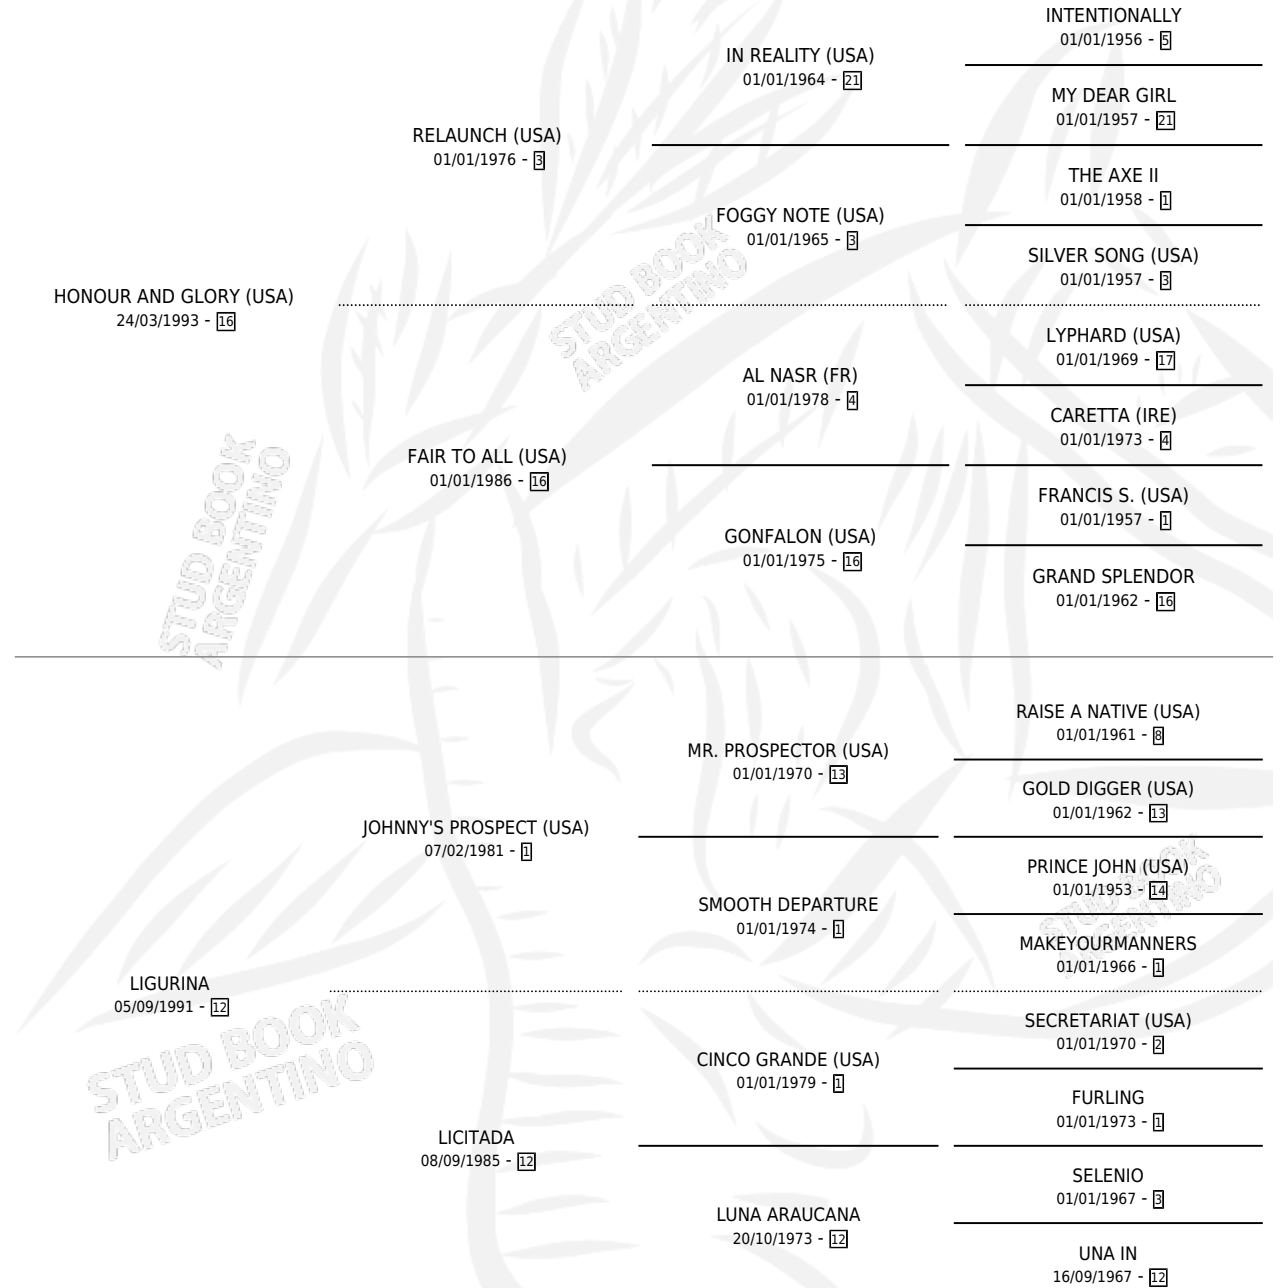 INTENTIONALLY
01/01/1956 - 5
IN REALITY (USA)
01/01/1964 - 21
MY DEAR GIRL
01/01/1957 - 21
RELAUNCH (USA)
01/01/1976 - 3
THE AXE II
01/01/1958 - 1
FOGGY NOTE (USA)
01/01/1965 - 3
SILVER SONG (USA)
01/01/1957 - 3
HONOUR AND GLORY (USA)
24/03/1993 - 16
LYPHARD (USA)
01/01/1969 - 17
AL NASR (FR)
01/01/1978 - 4
CARETTA (IRE)
01/01/1973 - 4
FAIR TO ALL (USA)
01/01/1986 - 16
FRANCIS S. (USA)
01/01/1957 - 1
GONFALON (USA)
01/01/1975 - 16
GRAND SPLENDOR
01/01/1962 - 16
RAISE A NATIVE (USA)
01/01/1961 - 8
MR. PROSPECTOR (USA)
01/01/1970 - 13
GOLD DIGGER (USA)
01/01/1962 - 13
JOHNNY'S PROSPECT (USA)
07/02/1981 - 1
PRINCE JOHN (USA)
01/01/1953 - 14
SMOOTH DEPARTURE
01/01/1974 - 1
MAKEYOURMANNERS
01/01/1966 - 1
LIGURINA
05/09/1991 - 12
SECRETARIAT (USA)
01/01/1970 - 2
CINCO GRANDE (USA)
01/01/1979 - 1
FURLING
01/01/1973 - 1
LICITADA
08/09/1985 - 12
SELENIO
01/01/1967 - 3
LUNA ARAUCANA
20/10/1973 - 12
UNA IN
16/09/1967 - 12
STUD BOOK
ARGENTINO
STUD BOOK
ARGENTINO
STUD BOOK
ARGENTINO
STUD BOOK
ARGENTINO